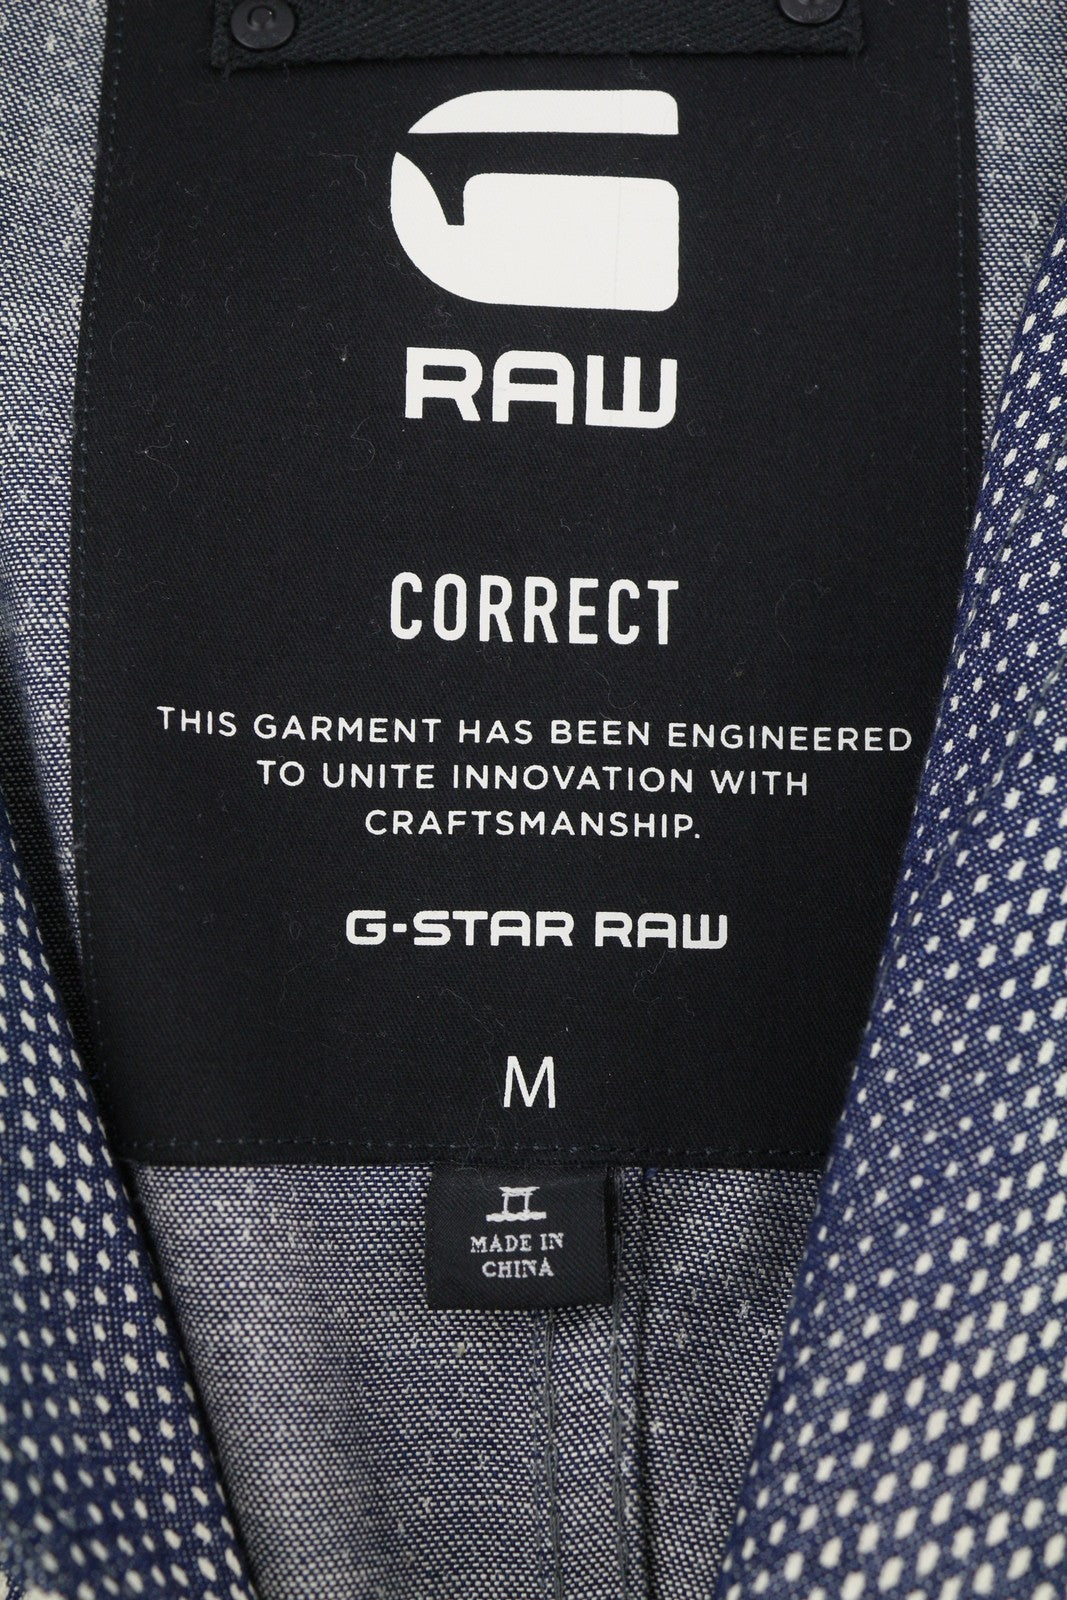 G
RAW
CORRECT
THIS GARMENT HAS BEEN ENGINEERED
TO UNITE INNOVATION WITH
CRAFTSMANSHIP.
G-STAR RAW
M
MADE IN
CHINA